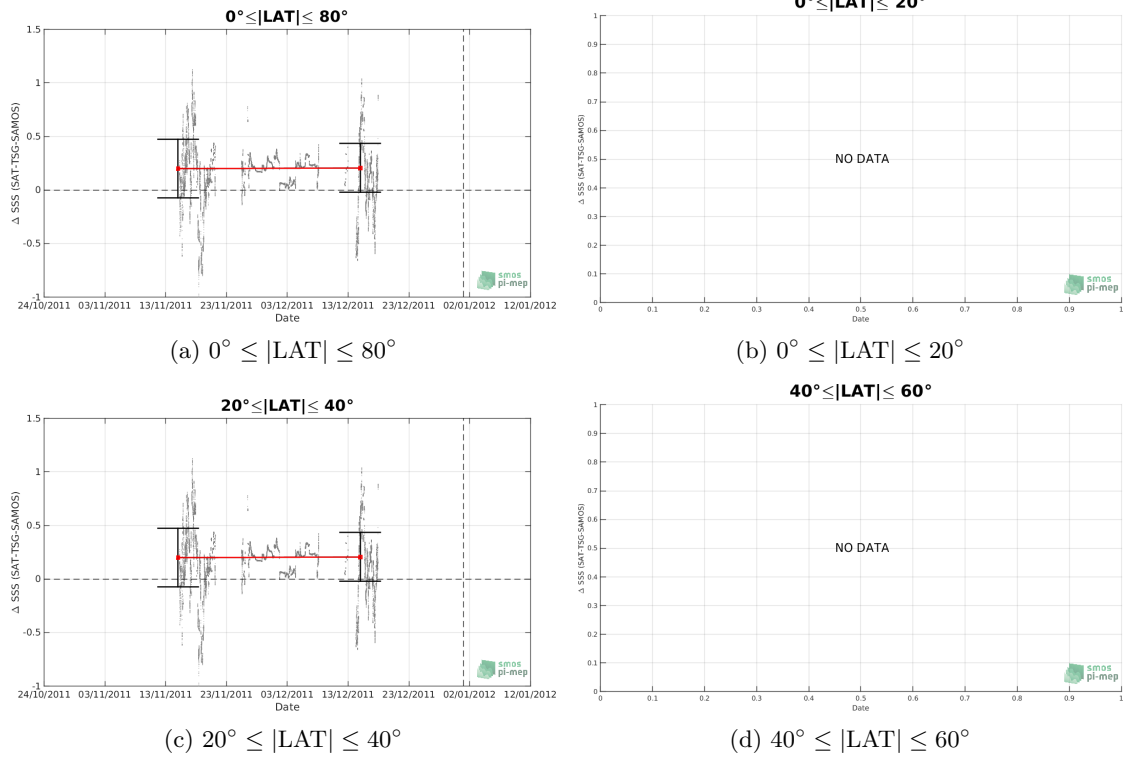 0°≤|LAT|≤ 80°
Δ SSS (SAT-TSG-SAMOS)
1.5
1
0.5
0
-0.5
-1
24/10/2011 03/11/2011 13/11/2011 23/11/2011 03/12/2011 13/12/2011 23/12/2011 02/01/2012 12/01/2012
Date
smos
pi-mep
(a) 0° ≤ |LAT| ≤ 80°
0°≤|LAT|≤ 20°
Δ SSS (SAT-TSG-SAMOS)
1
0.9
0.8
0.7
0.6
0.5
0.4
0.3
0.2
0.1
0
NO DATA
0 0.1 0.2 0.3 0.4 0.5 0.6 0.7 0.8 0.9 1
Date
smos
pi-mep
(b) 0° ≤ |LAT| ≤ 20°
20°≤|LAT|≤ 40°
Δ SSS (SAT-TSG-SAMOS)
1.5
1
0.5
0
-0.5
-1
24/10/2011 03/11/2011 13/11/2011 23/11/2011 03/12/2011 13/12/2011 23/12/2011 02/01/2012 12/01/2012
Date
smos
pi-mep
(c) 20° ≤ |LAT| ≤ 40°
40°≤|LAT|≤ 60°
Δ SSS (SAT-TSG-SAMOS)
1
0.9
0.8
0.7
0.6
0.5
0.4
0.3
0.2
0.1
0
NO DATA
0 0.1 0.2 0.3 0.4 0.5 0.6 0.7 0.8 0.9 1
Date
smos
pi-mep
(d) 40° ≤ |LAT| ≤ 60°